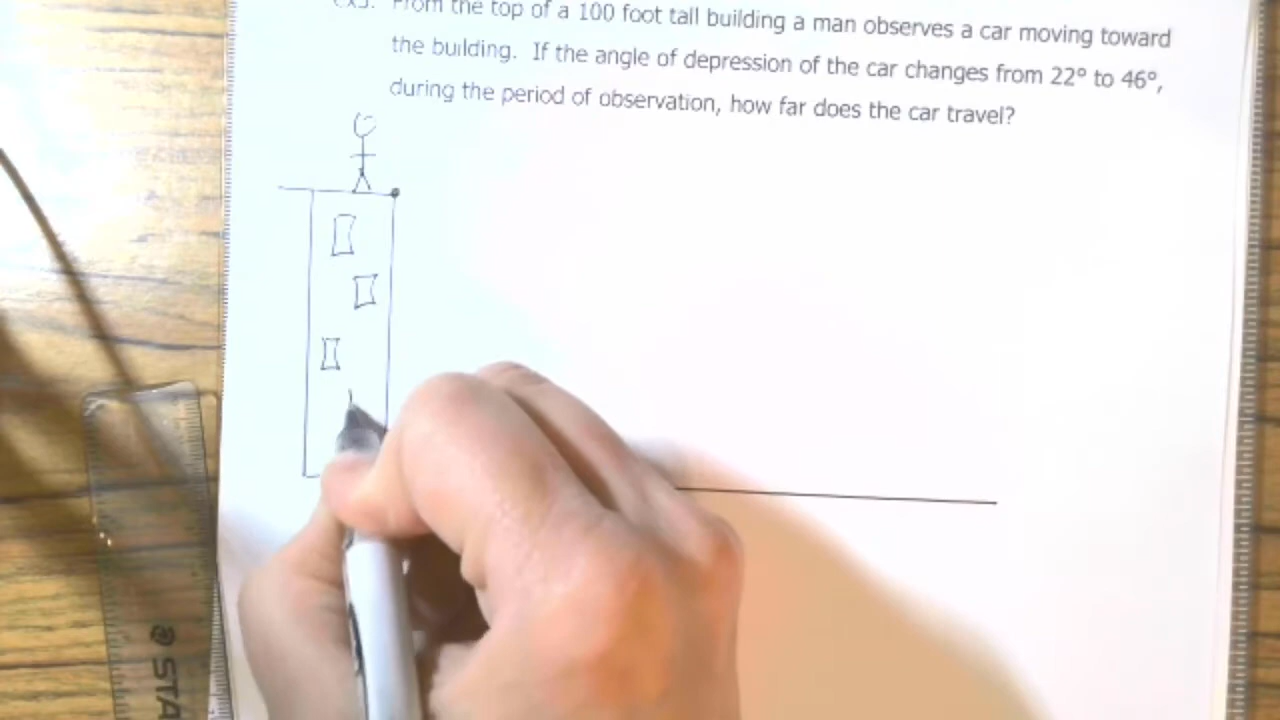 ex5. From the top of a 100 foot tall building a man observes a car moving toward
the building. If the angle of depression of the car changes from 22° to 46°,
during the period of observation, how far does the car travel?
STA